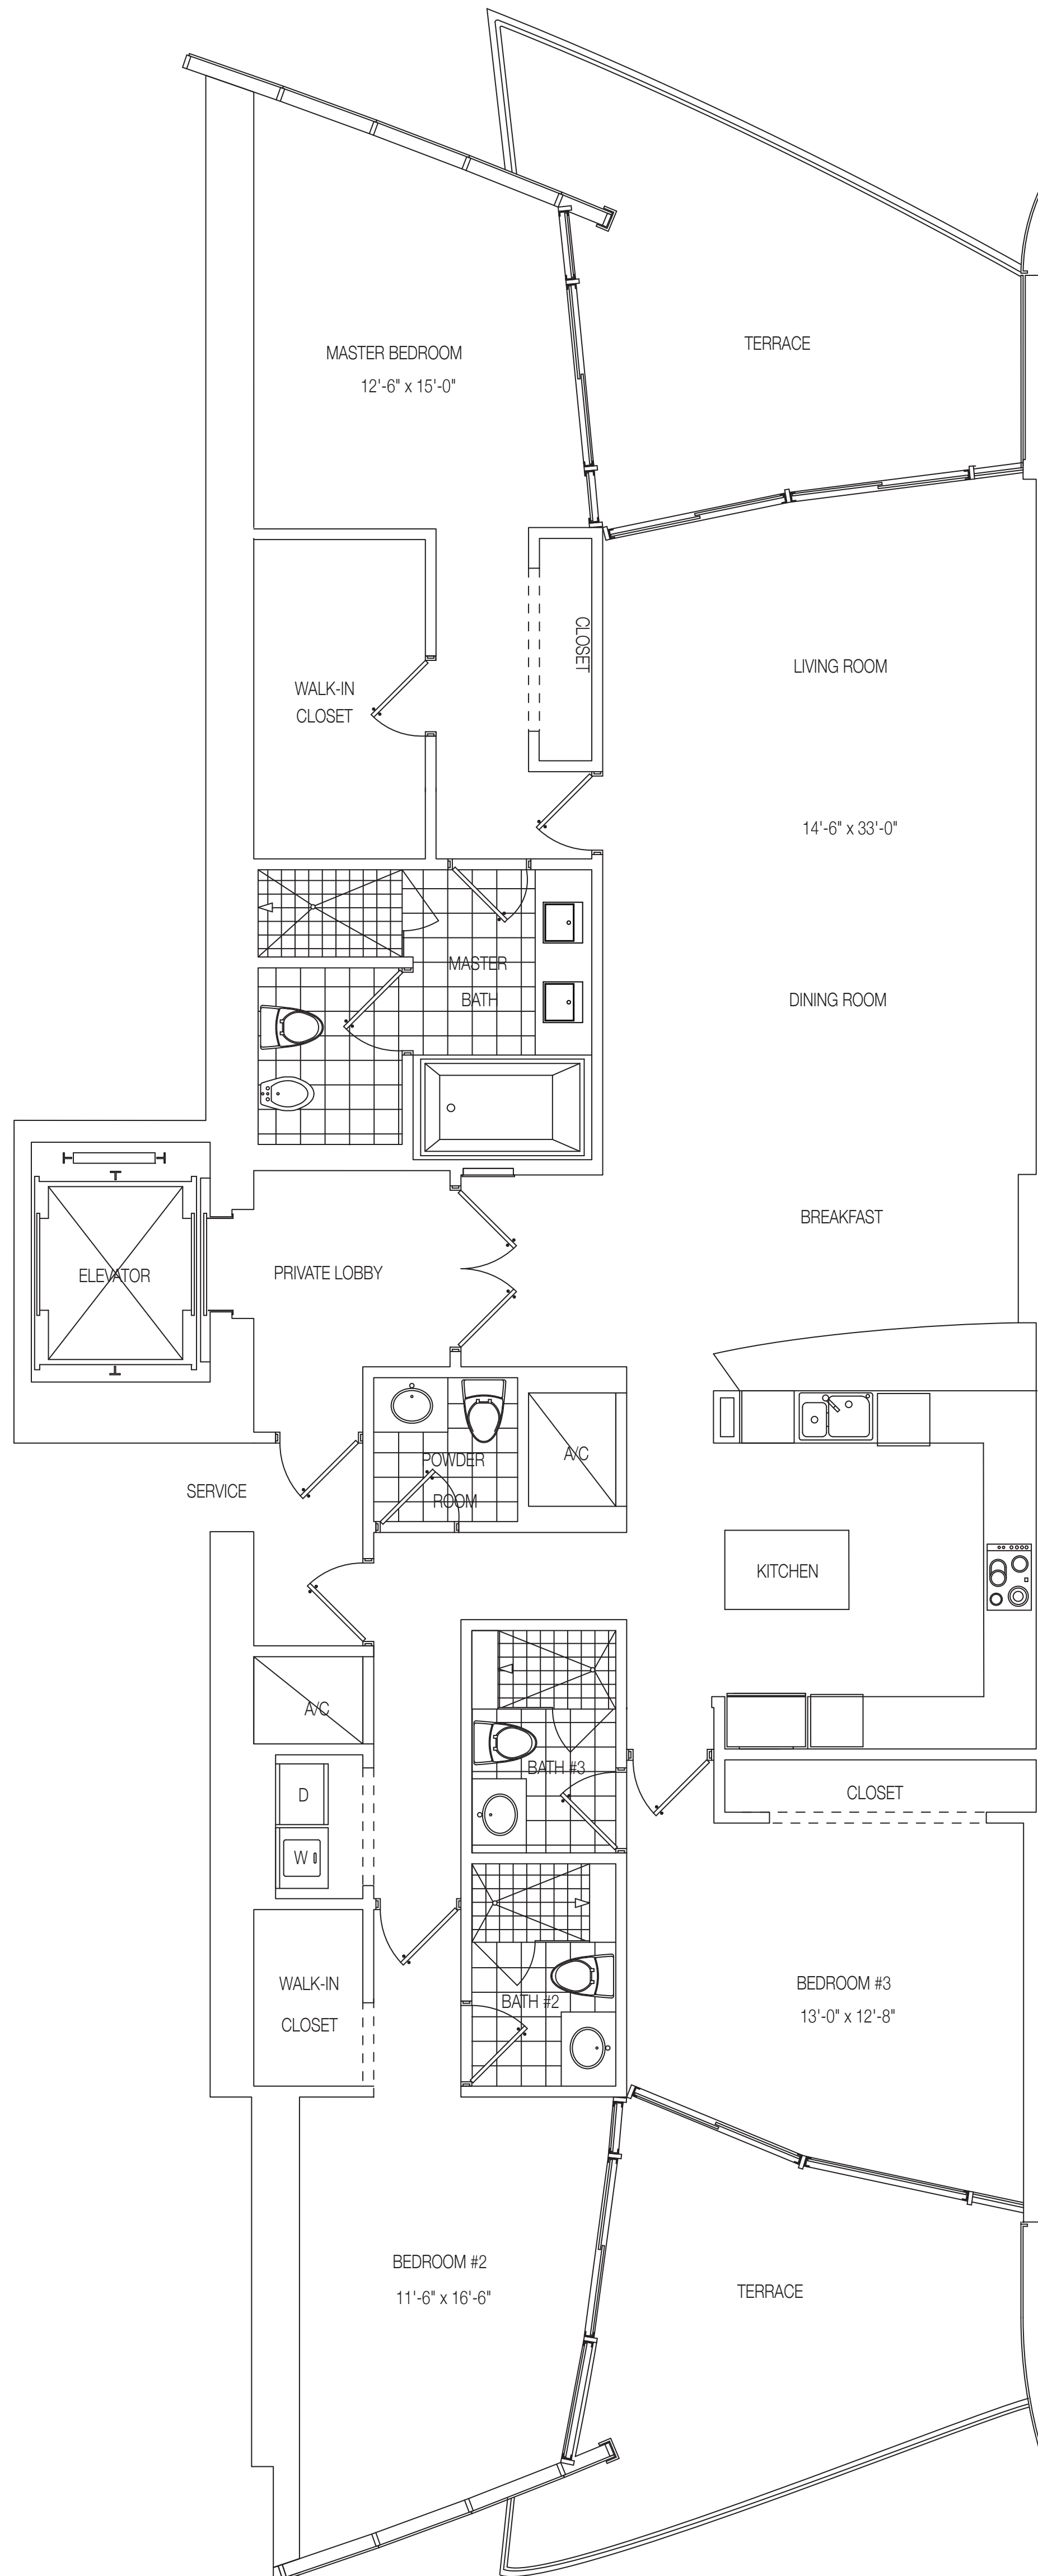 TERRACE
MASTER BEDROOM
12'-6" x 15'-0"
CLOSET
LIVING ROOM
WALK-IN
CLOSET
14'-6" x 33'-0"
MASTER
BATH
DINING ROOM
BREAKFAST
ELEVATOR
PRIVATE LOBBY
A/C
POWDER
ROOM
SERVICE
KITCHEN
A/C
BATH #3
CLOSET
D
W
WALK-IN
CLOSET
BATH #2
BEDROOM #3
13'-0" x 12'-8"
BEDROOM #2
11'-6" x 16'-6"
TERRACE